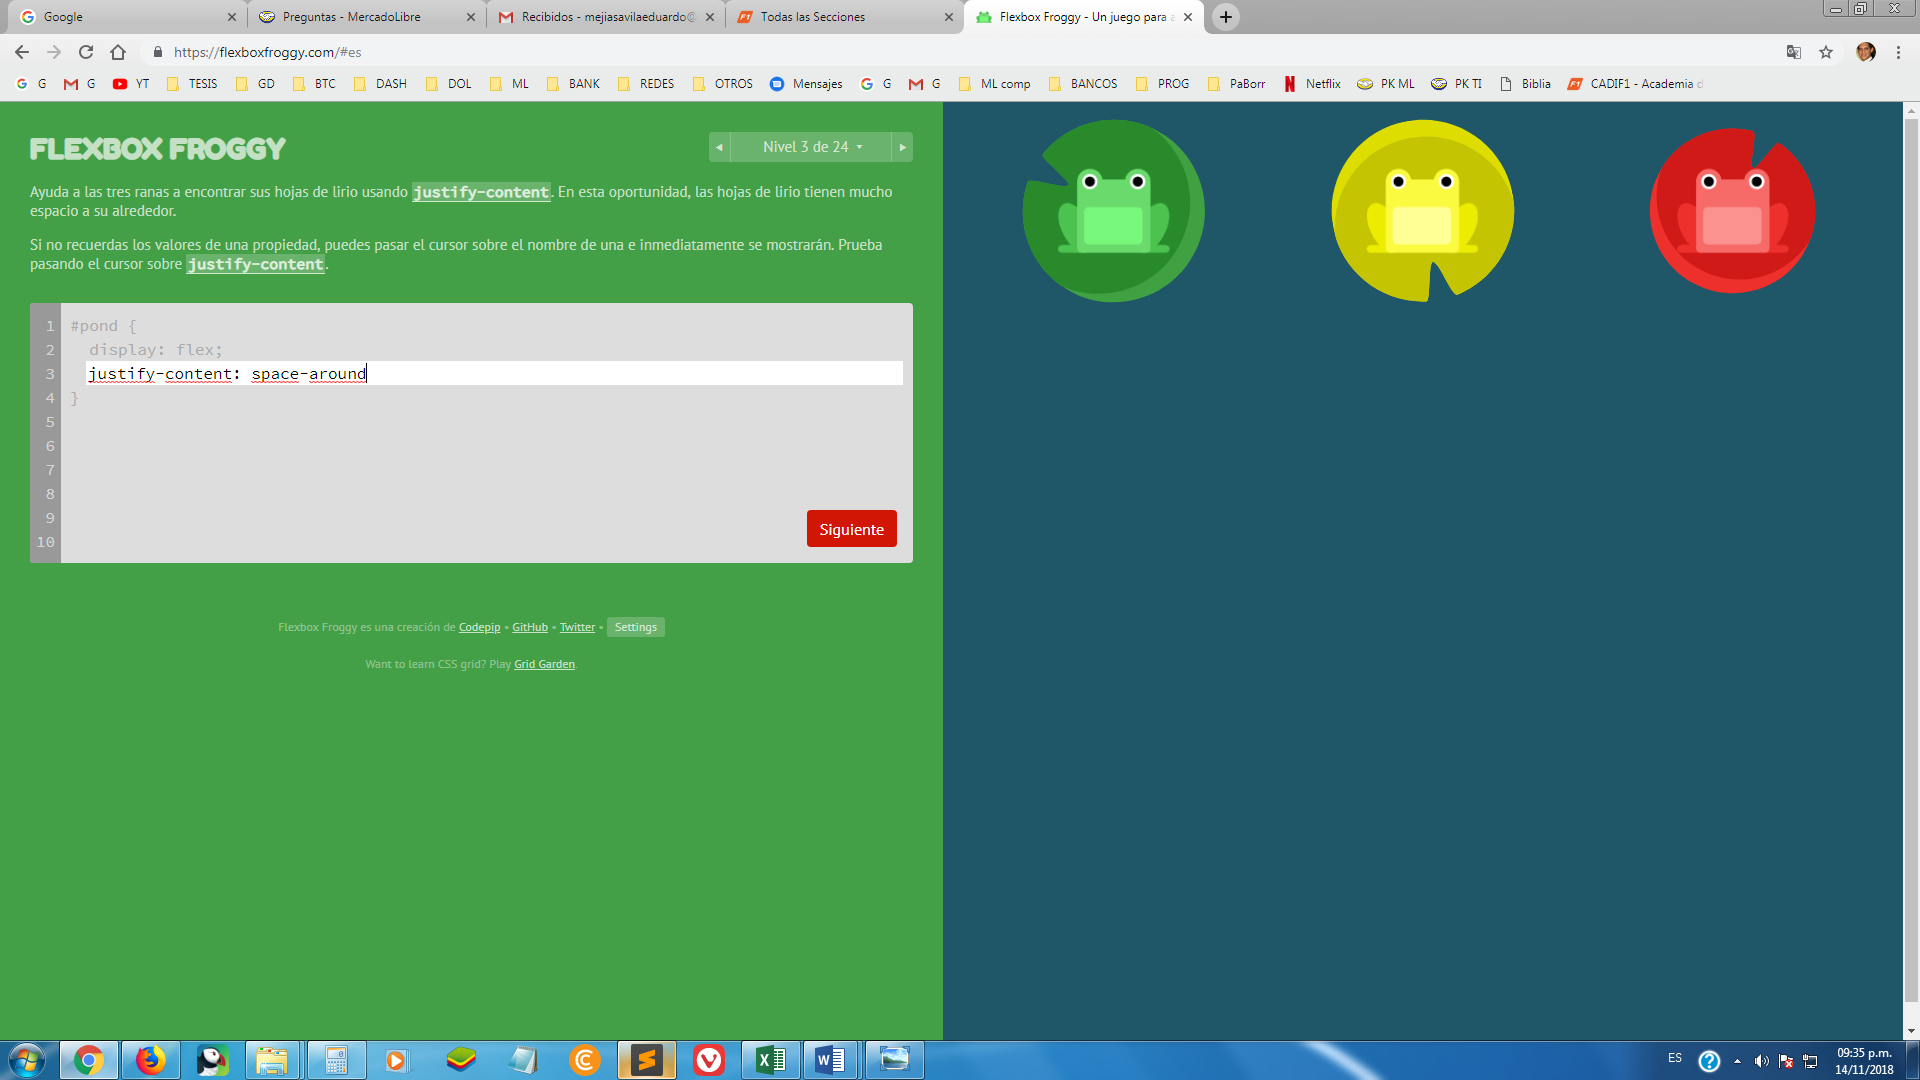 Google
Preguntas - MercadoLibre
Recibidos - mejiasavilaeduardo@
Todas las Secciones
Flexbox Froggy - Un juego para a
https://flexboxfroggy.com/#es
G G YT TESIS GD BTC DASH DOL ML BANK REDES OTROS Mensajes G G ML comp BANCOS PROG PaBorr Netflix PK ML PK TI Biblia CADIF1 - Academia d
FLEXBOX FROGGY
Nivel 3 de 24
Ayuda a las tres ranas a encontrar sus hojas de lirio usando justify-content. En esta oportunidad, las hojas de lirio tienen mucho
espacio a su alrededor.
Si no recuerdas los valores de una propiedad, puedes pasar el cursor sobre el nombre de una e inmediatamente se mostrarán. Prueba
pasando el cursor sobre justify-content.
1 #pond {
2 display: flex;
3 justify-content: space-around
4 }
5
6
7
8
9
10
Siguiente
Flexbox Froggy es una creación de Codepip • GitHub • Twitter • Settings
Want to learn CSS grid? Play Grid Garden.
ES
09:35 p.m.
14/11/2018